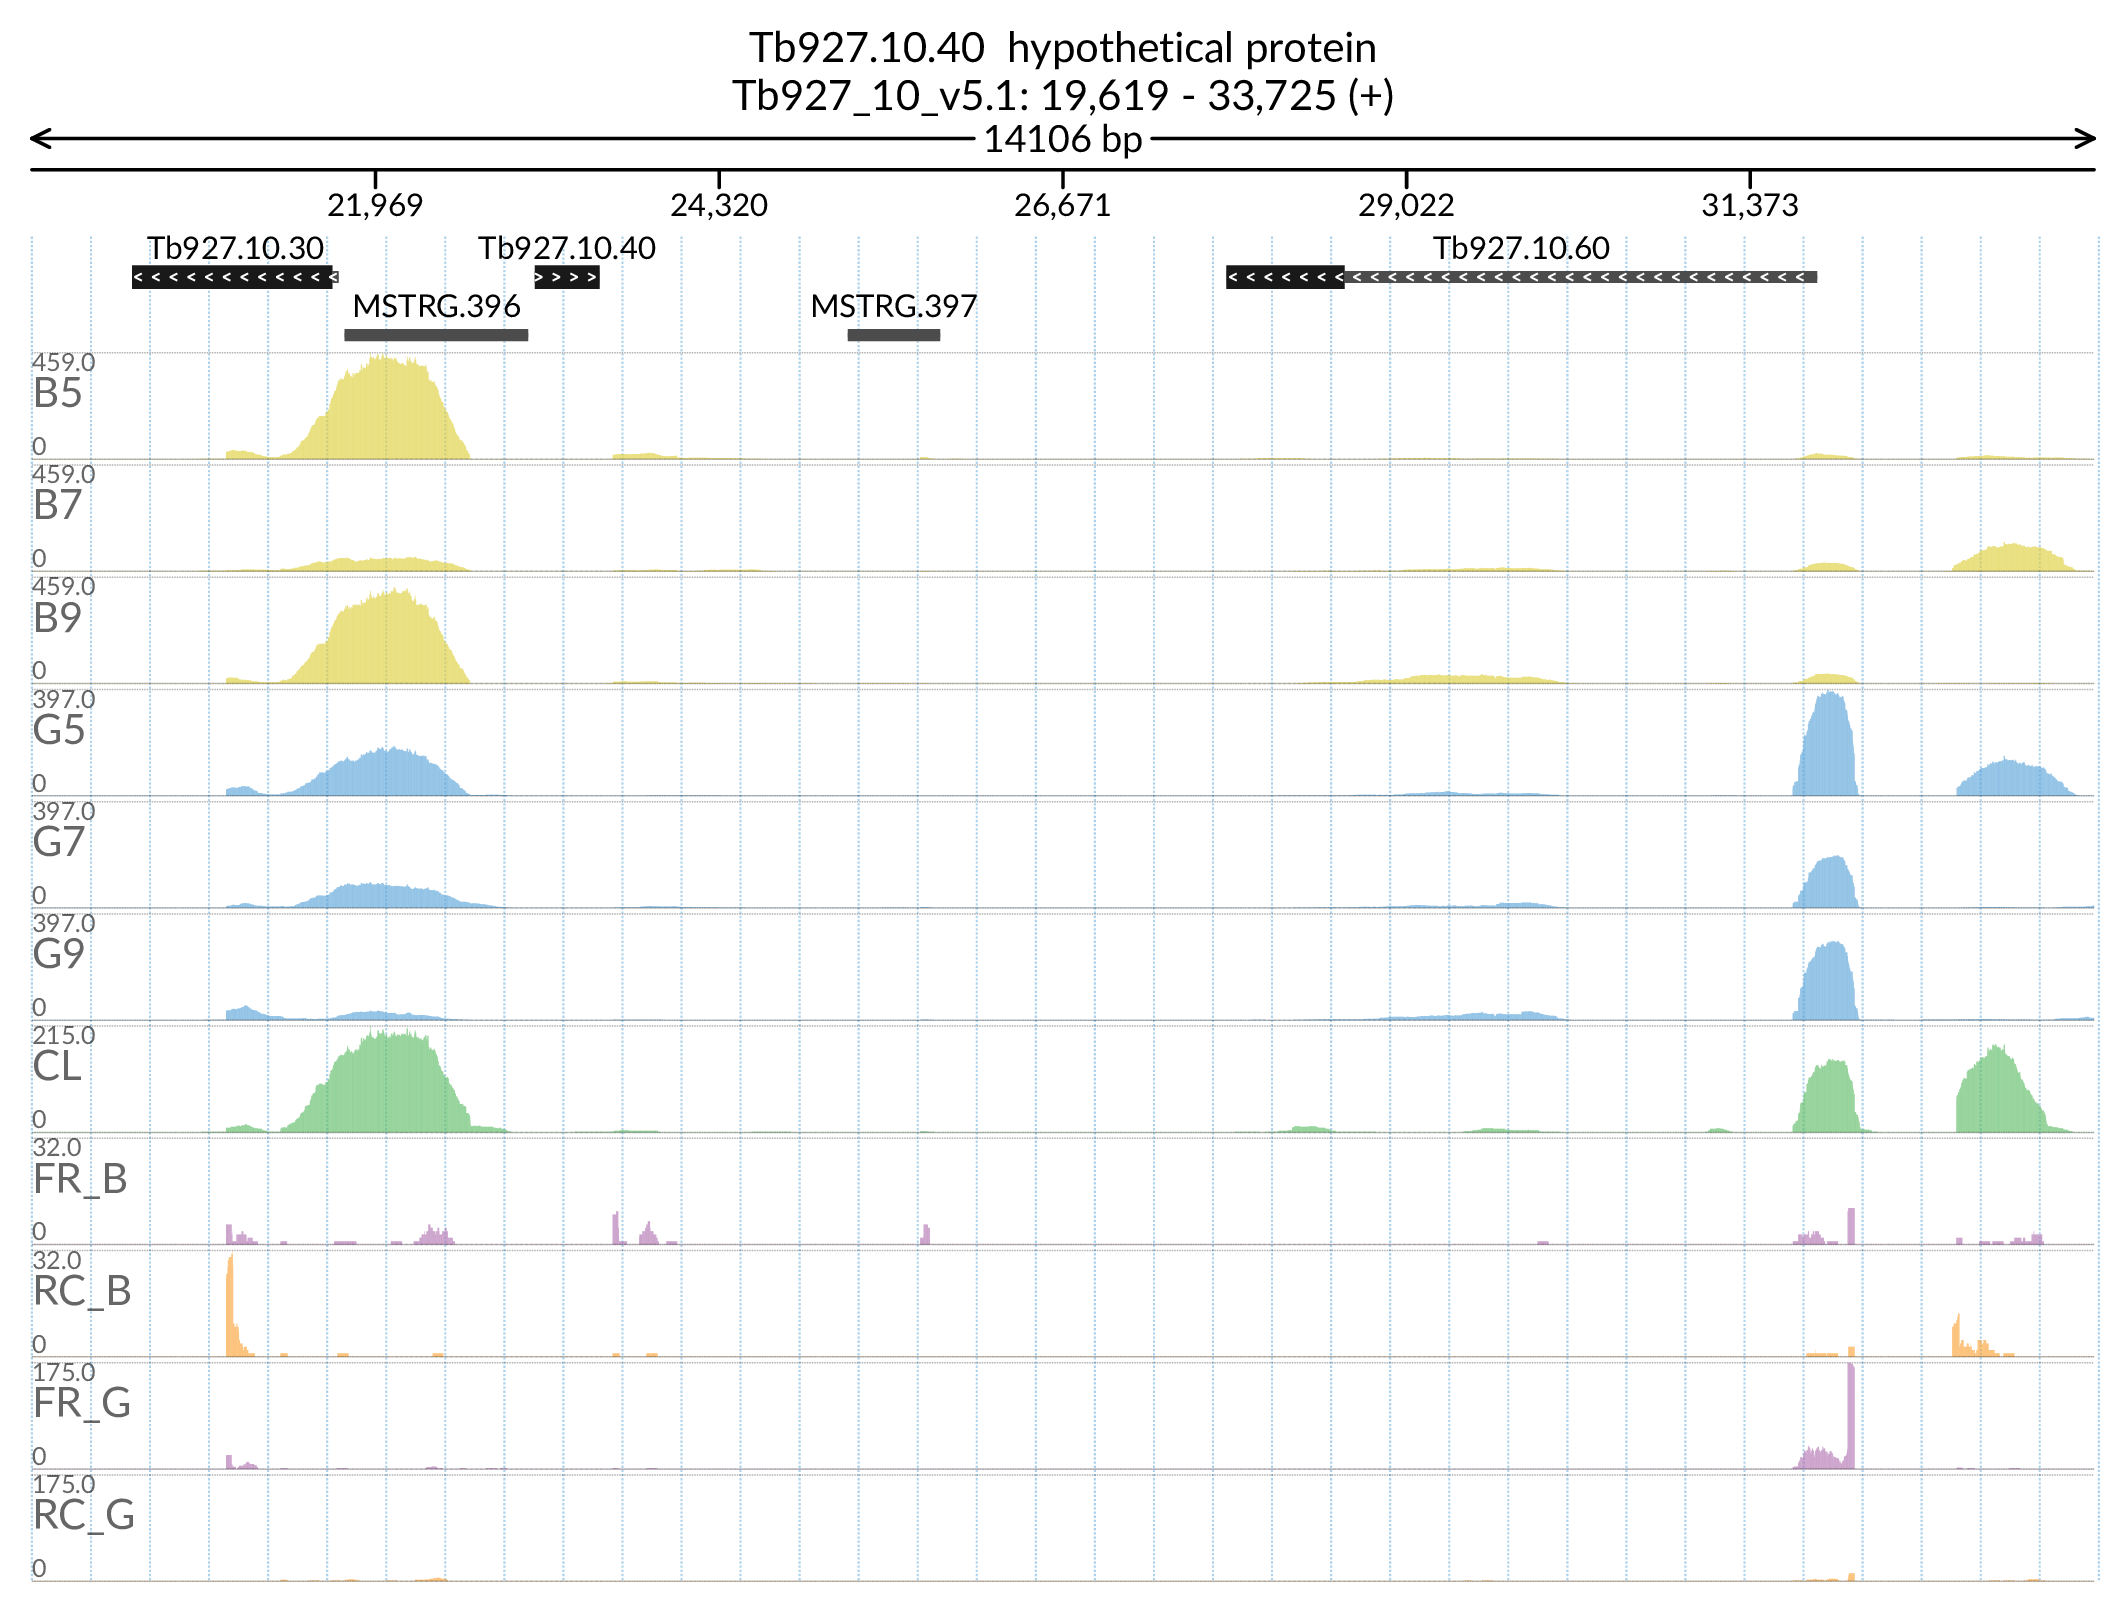 Tb927.10.40 hypothetical protein
Tb927_10_v5.1: 19,619 - 33,725 (+)
14106 bp
21,969 24,320 26,671 29,022 31,373
Tb927.10.30 Tb927.10.40 Tb927.10.60
MSTRG.396 MSTRG.397
459.0
B5
0
459.0
B7
0
459.0
B9
0
397.0
G5
0
397.0
G7
0
397.0
G9
0
215.0
CL
0
32.0
FR_B
0
32.0
RC_B
0
175.0
FR_G
0
175.0
RC_G
0